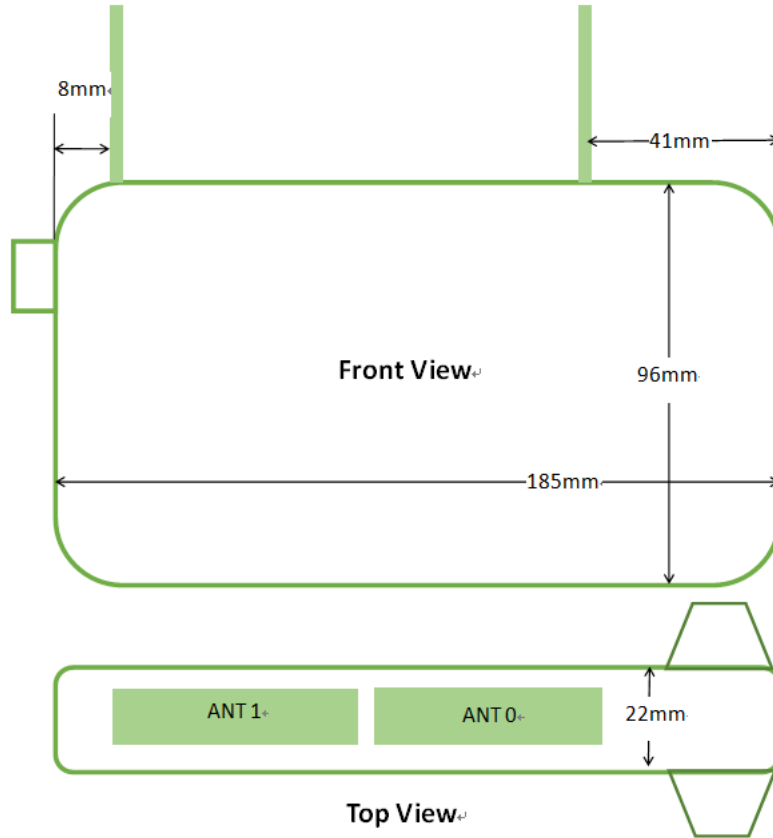 8mm
41mm
Front View
96mm
185mm
ANT 1
ANT 0
22mm
Top View